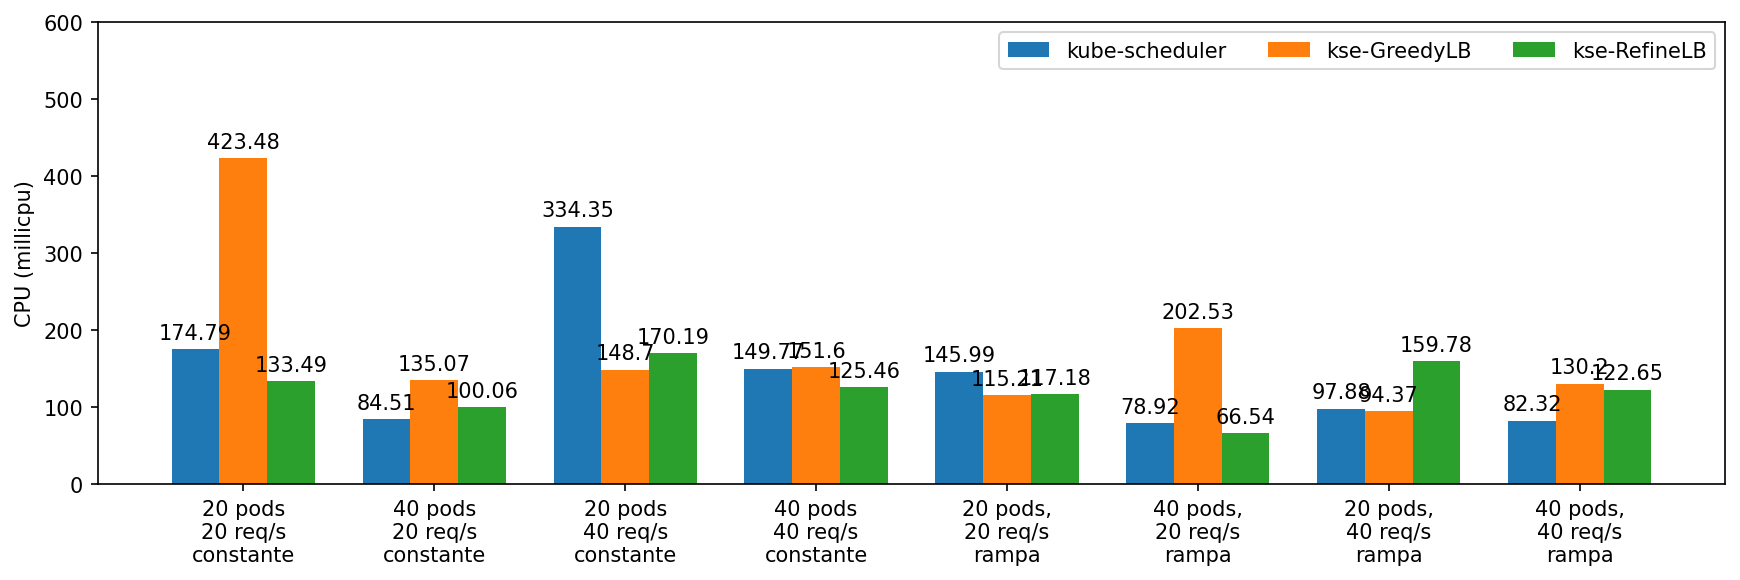 600
500
400
300
200
100
0
CPU (millicpu)
kube-scheduler kse-GreedyLB kse-RefineLB
174.79 423.48 133.49
84.51 135.07 100.06
334.35 148.7 170.19
149.77 151.6 125.46
145.99 115.21 117.18
78.92 202.53 66.54
97.88 94.37 159.78
82.32 130.2 122.65
20 pods
20 req/s
constante
40 pods
20 req/s
constante
20 pods
40 req/s
constante
40 pods
40 req/s
constante
20 pods,
20 req/s
rampa
40 pods,
20 req/s
rampa
20 pods,
40 req/s
rampa
40 pods,
40 req/s
rampa